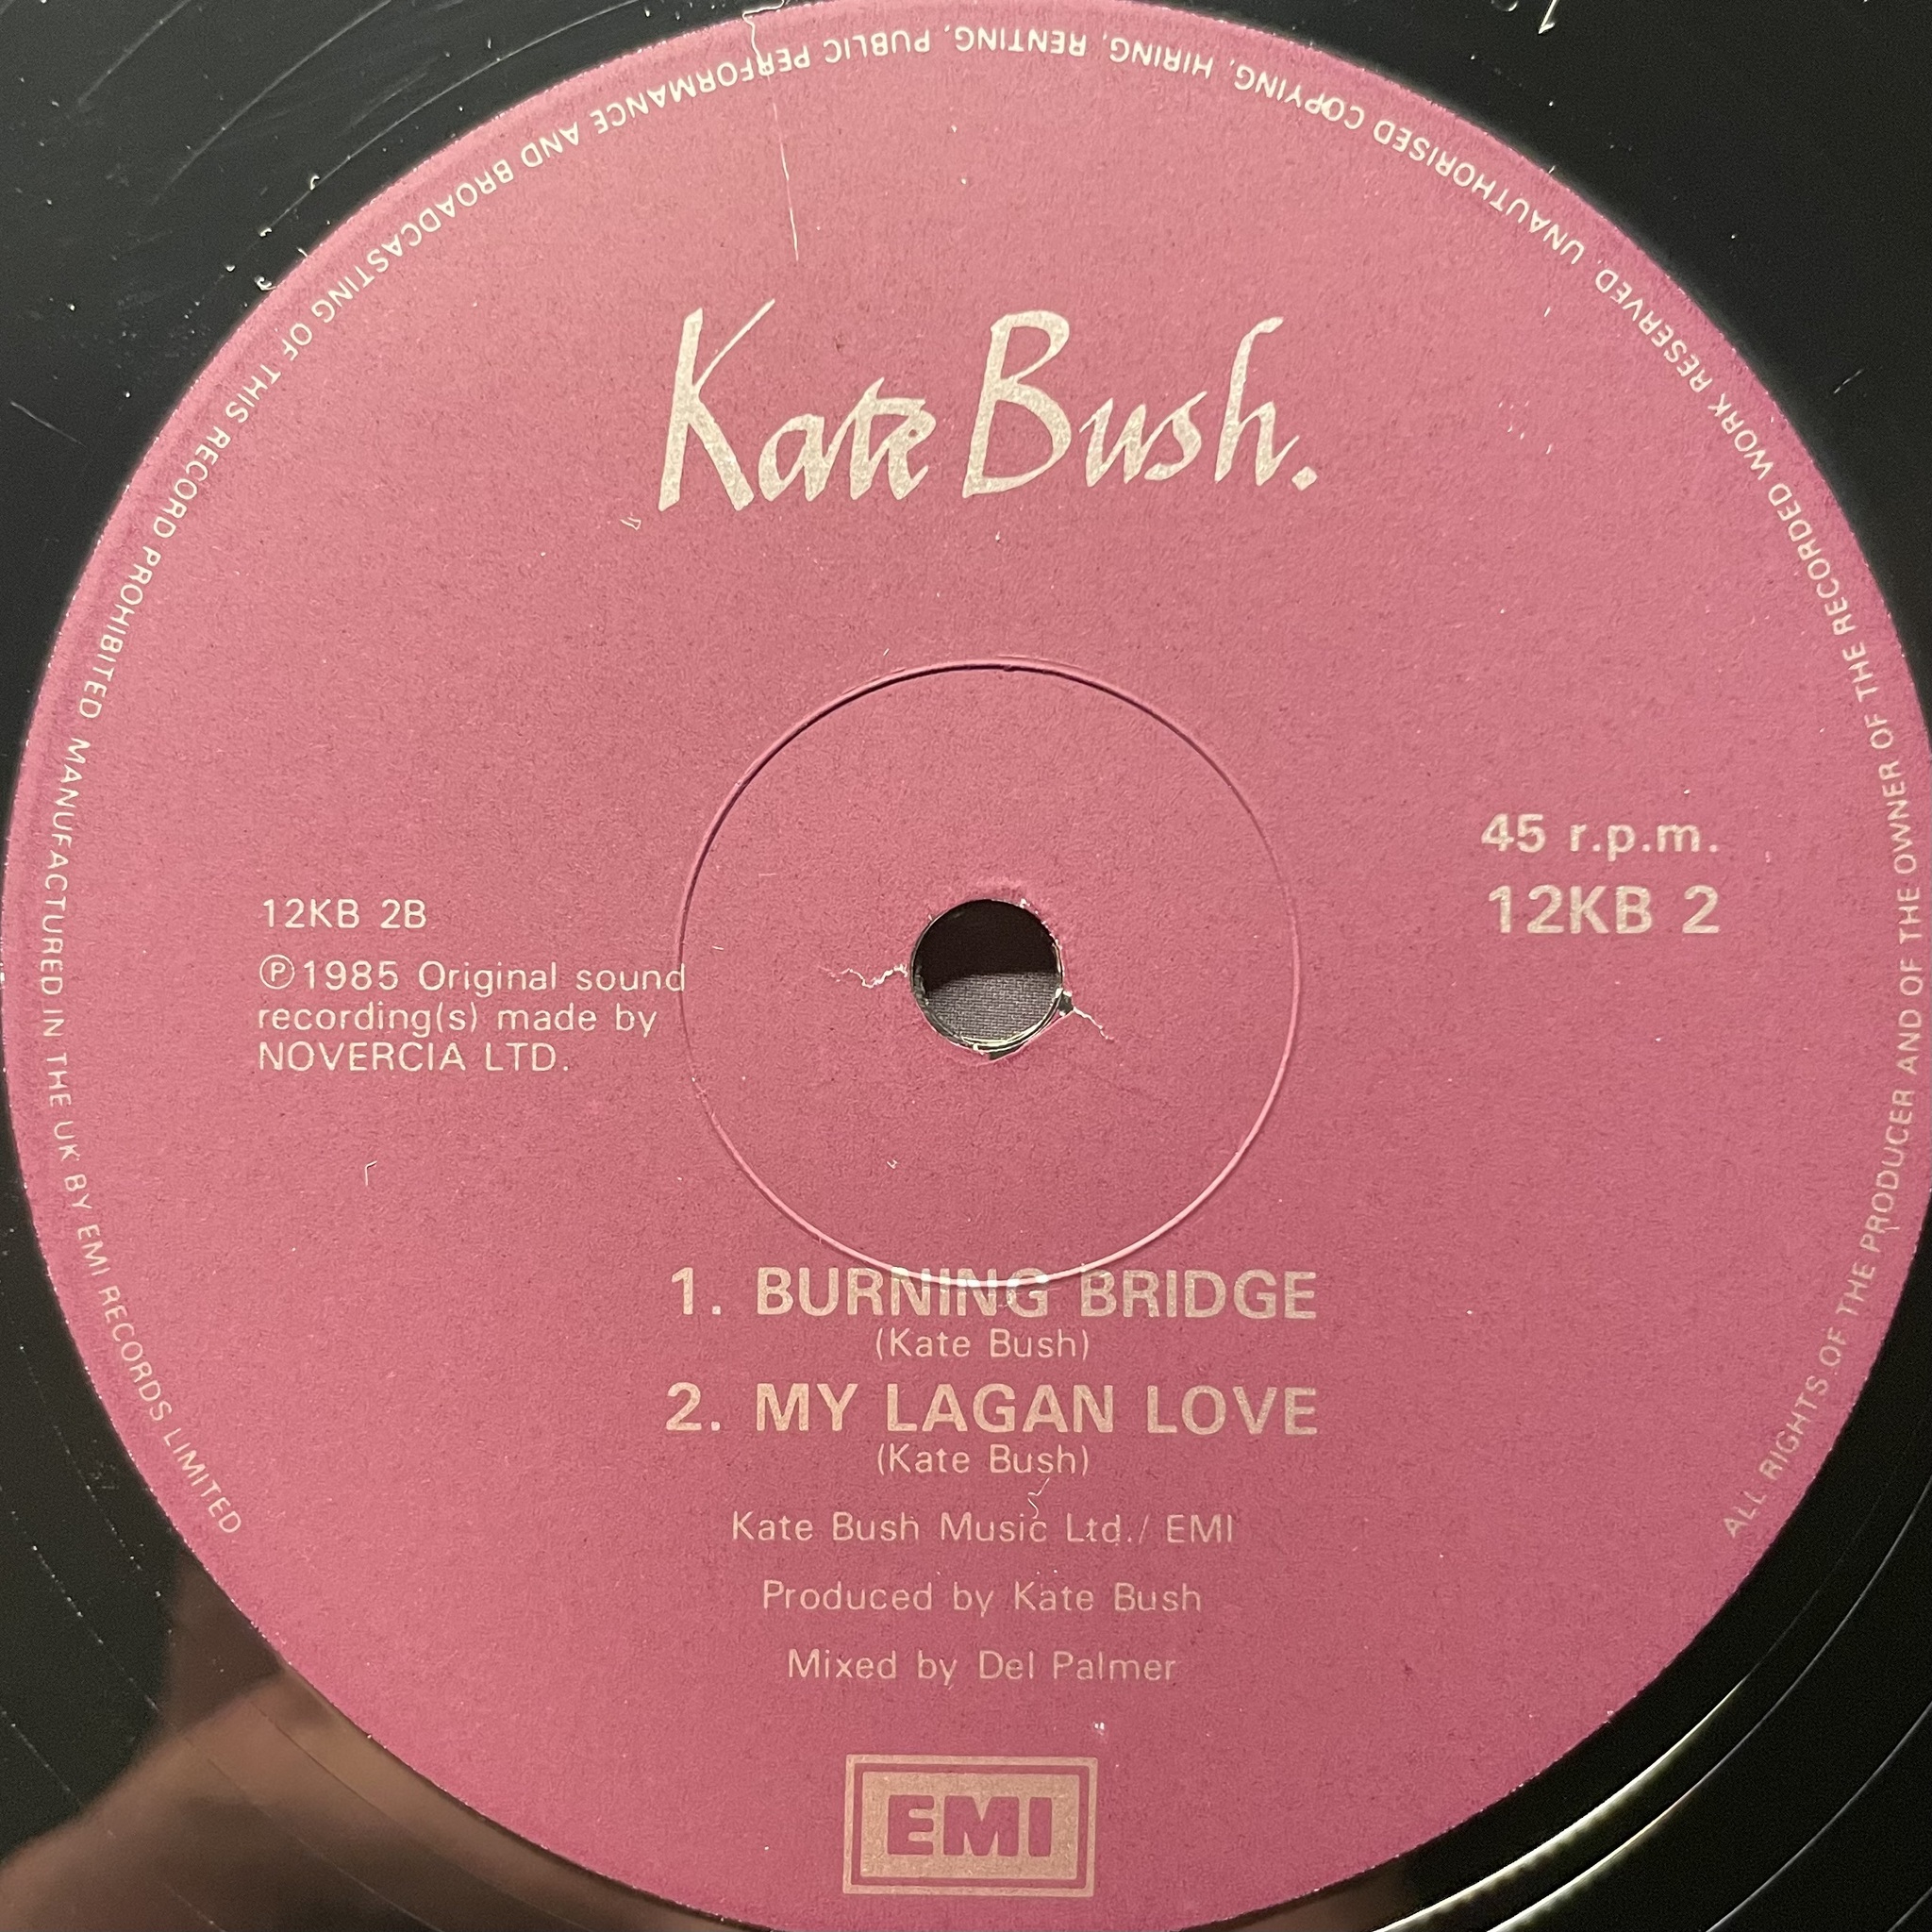 Kate Bush.
45 r.p.m.
12KB 2
12KB 2B
℗1985 Original sound
recording(s) made by
NOVERCIA LTD.
1. BURNING BRIDGE
(Kate Bush)
2. MY LAGAN LOVE
(Kate Bush)
Kate Bush Music Ltd./ EMI
Produced by Kate Bush
Mixed by Del Palmer
EMI
ALL RIGHTS OF THE PRODUCER AND OF THE OWNER OF THE RECORDED WORK RESERVED. UNAUTHORISED COPYING, HIRING, RENTING, PUBLIC PERFORMANCE AND BROADCASTING OF THIS RECORD PROHIBITED MANUFACTURED IN THE UK BY EMI RECORDS LIMITED